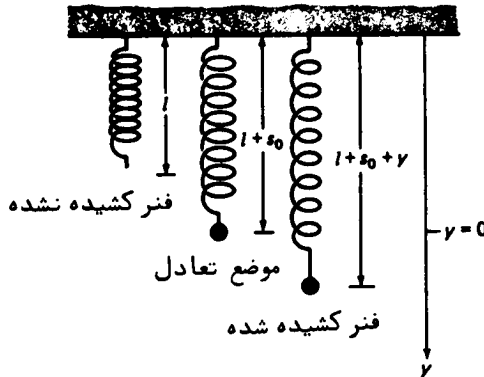 l
l + s₀
l + s₀ + y
y = 0
فنر کشیده نشده
موضع تعادل
فنر کشیده شده
y